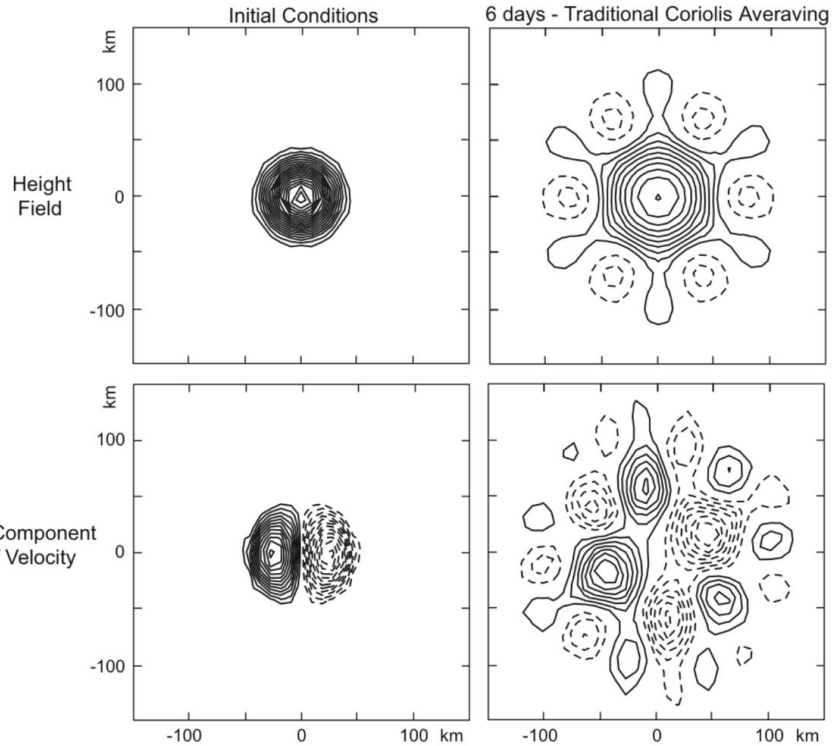 Initial Conditions
6 days - Traditional Coriolis Averaving
km
100
0
-100
Height
Field
km
100
0
-100
Component
Velocity
-100 0 100 km
-100 0 100 km